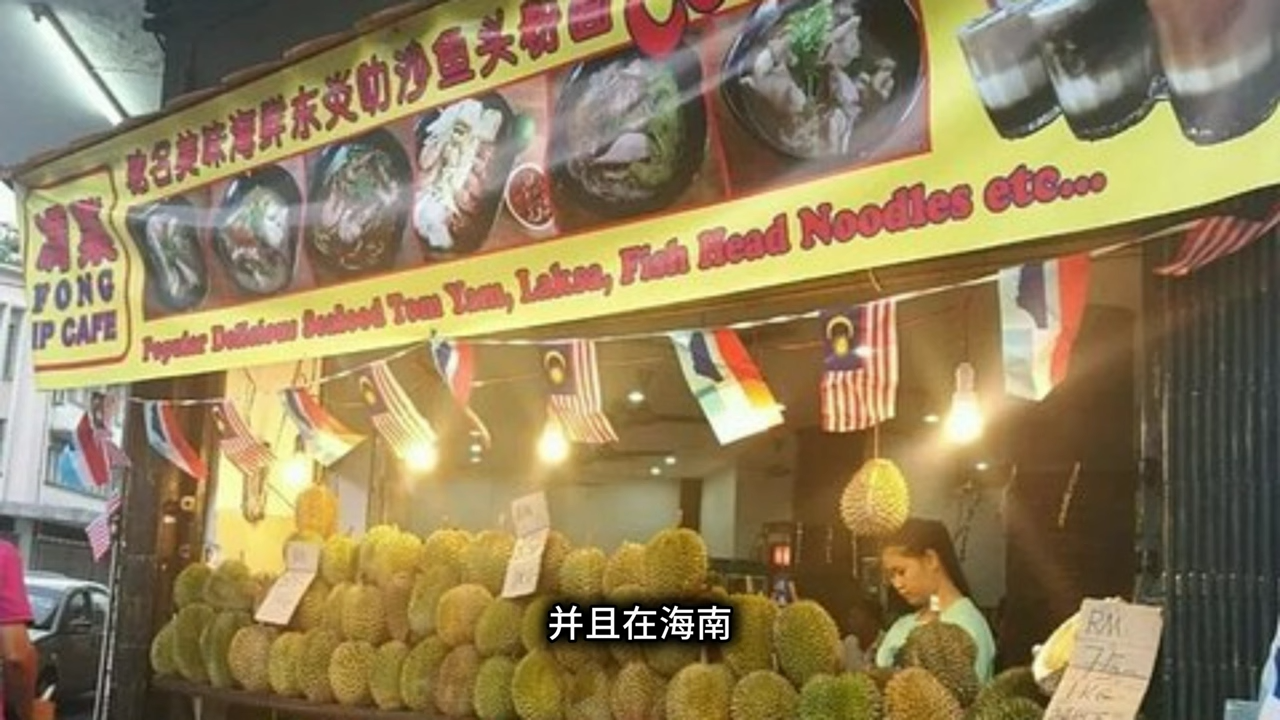 驰名美味海鲜东炎叻沙鱼头粉面
FONG
IP CAFE
Popular Delicious Seafood Tom Yam, Laksa, Fish Head Noodles etc...
并且在海南
RM
1KG